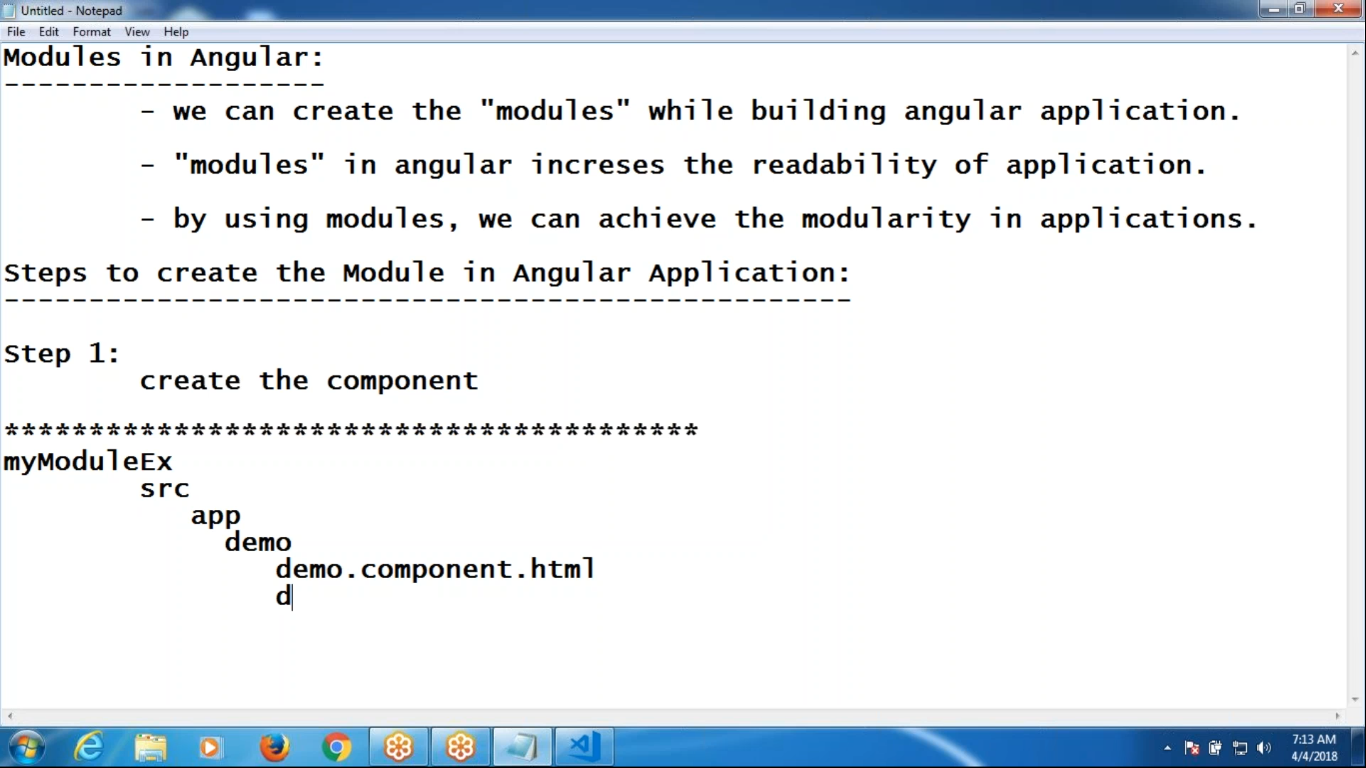 Untitled - Notepad
File Edit Format View Help
Modules in Angular:
-------------------
- we can create the "modules" while building angular application.
- "modules" in angular increses the readability of application.
- by using modules, we can achieve the modularity in applications.
Steps to create the Module in Angular Application:
--------------------------------------------------
Step 1:
create the component
*****************************************
myModuleEx
src
app
demo
demo.component.html
d
7:13 AM
4/4/2018